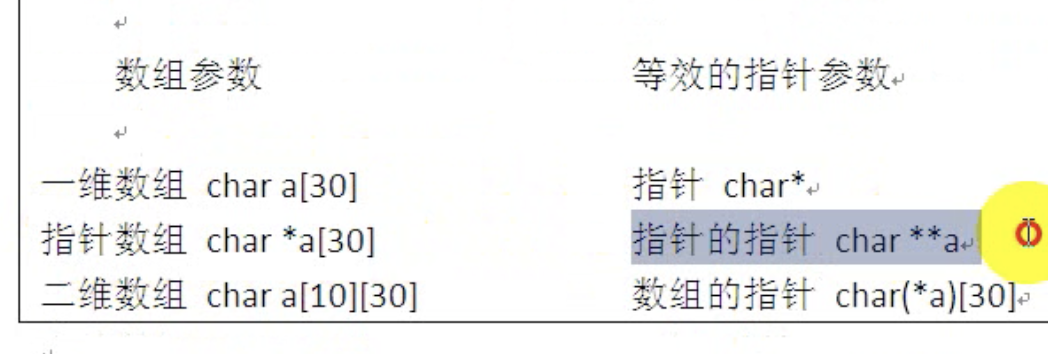 数组参数 等效的指针参数
一维数组 char a[30] 指针 char*
指针数组 char *a[30] 指针的指针 char **a
二维数组 char a[10][30] 数组的指针 char(*a)[30]